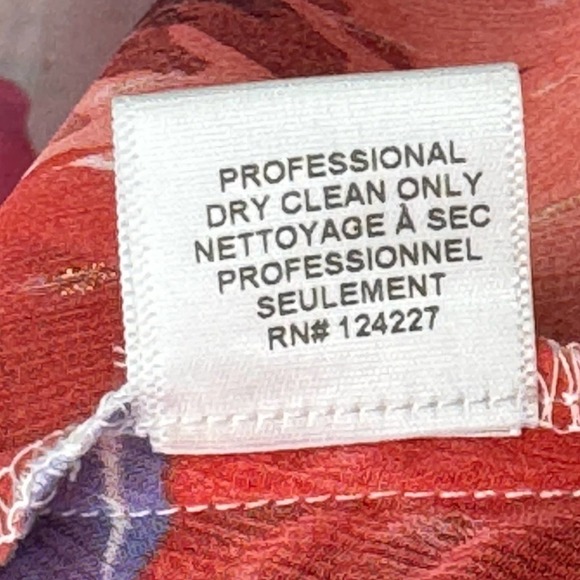 PROFESSIONAL
DRY CLEAN ONLY
NETTOYAGE À SEC
PROFESSIONNEL
SEULEMENT
RN# 124227